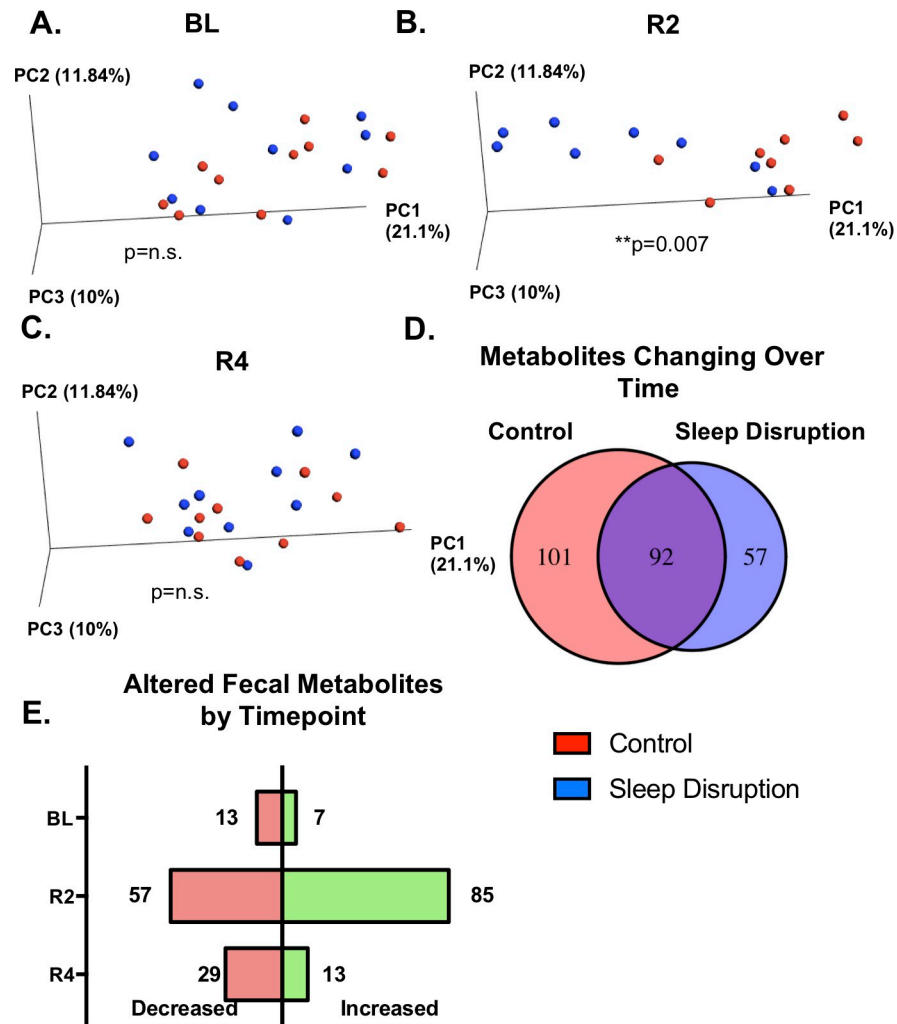 A.
BL
PC2 (11.84%)
PC1
(21.1%)
p=n.s.
PC3 (10%)
B.
R2
PC2 (11.84%)
PC1
(21.1%)
**p=0.007
PC3 (10%)
C.
R4
PC2 (11.84%)
PC1
(21.1%)
p=n.s.
PC3 (10%)
D.
Metabolites Changing Over
Time
Control
Sleep Disruption
101
92
57
E.
Altered Fecal Metabolites
by Timepoint
BL
13
7
R2
57
85
R4
29
13
Decreased
Increased
Control
Sleep Disruption